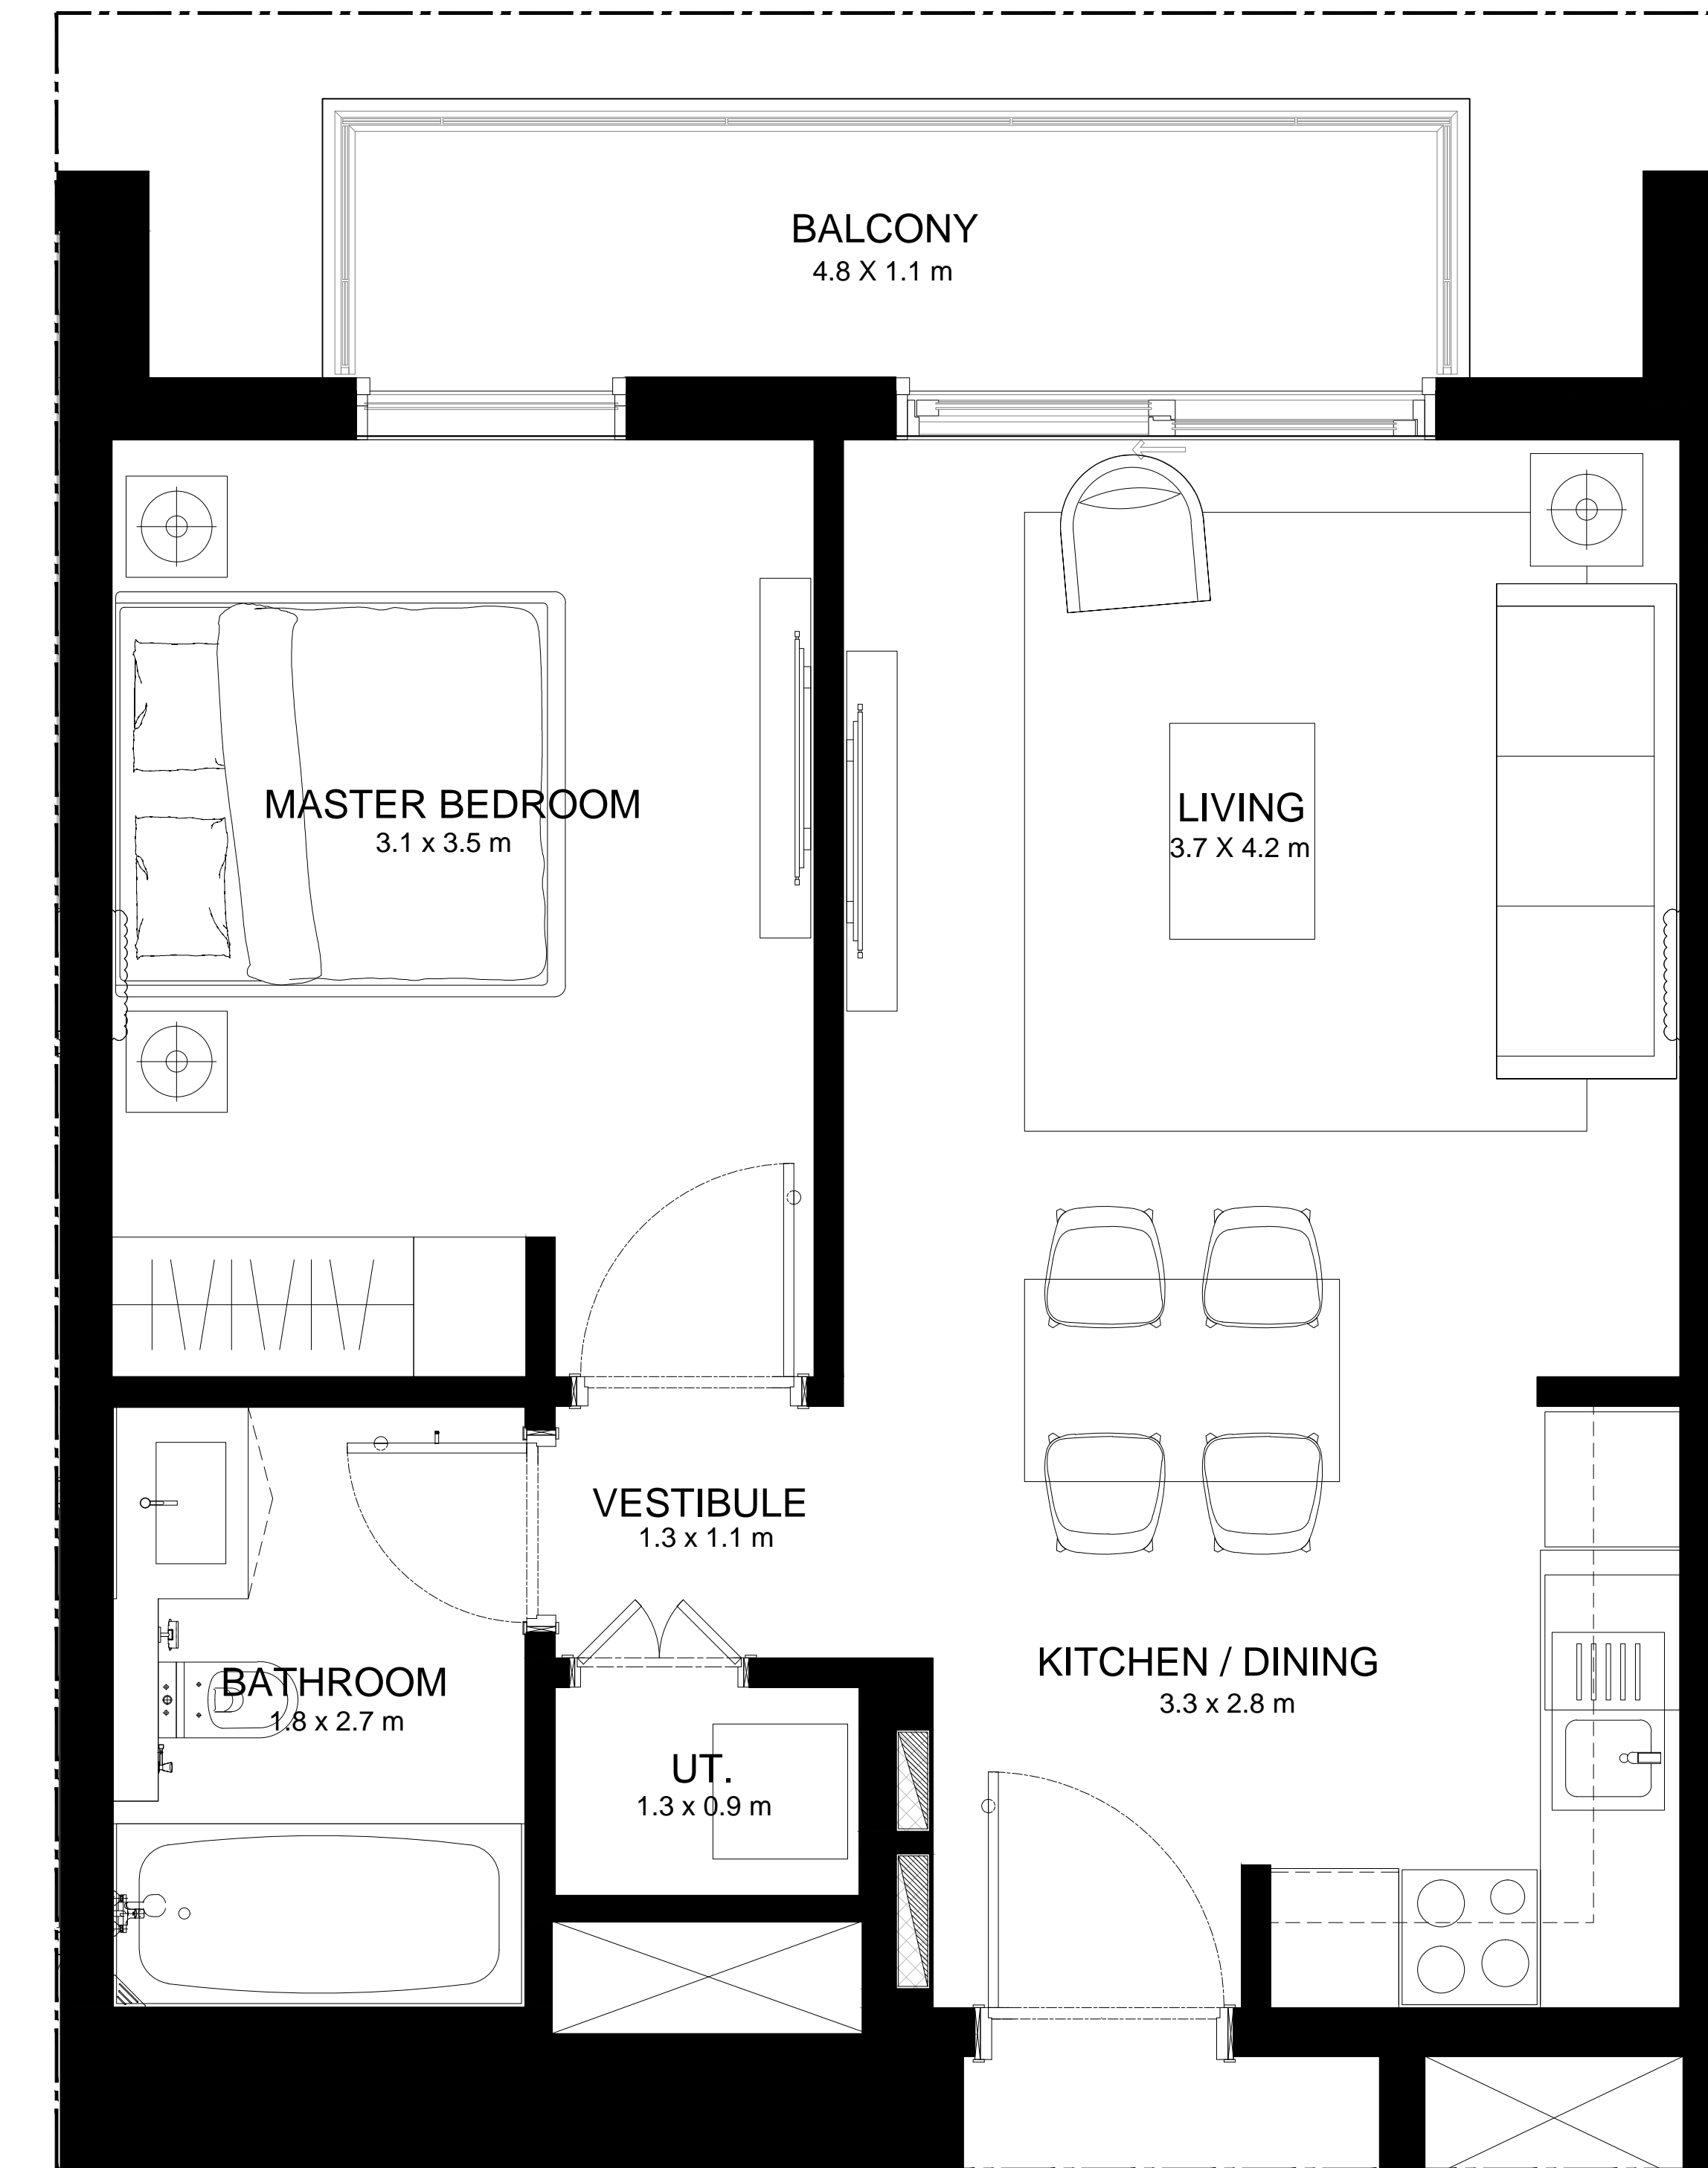 BALCONY
4.8 X 1.1 m
MASTER BEDROOM
3.1 x 3.5 m
LIVING
3.7 X 4.2 m
VESTIBULE
1.3 x 1.1 m
KITCHEN / DINING
3.3 x 2.8 m
BATHROOM
1.8 x 2.7 m
UT.
1.3 x 0.9 m